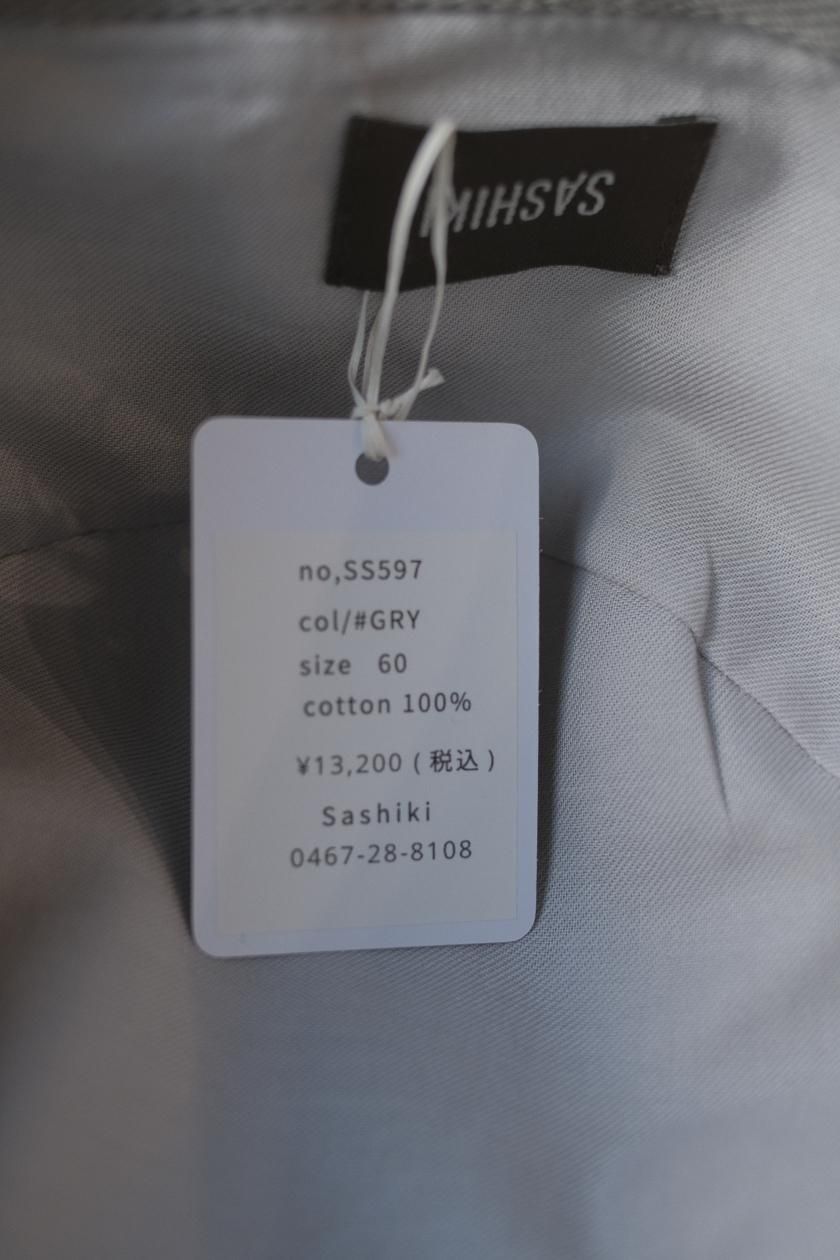 SASHIKI
no,SS597
col/#GRY
size 60
cotton 100%
¥13,200 ( 税込 )
Sashiki
0467-28-8108